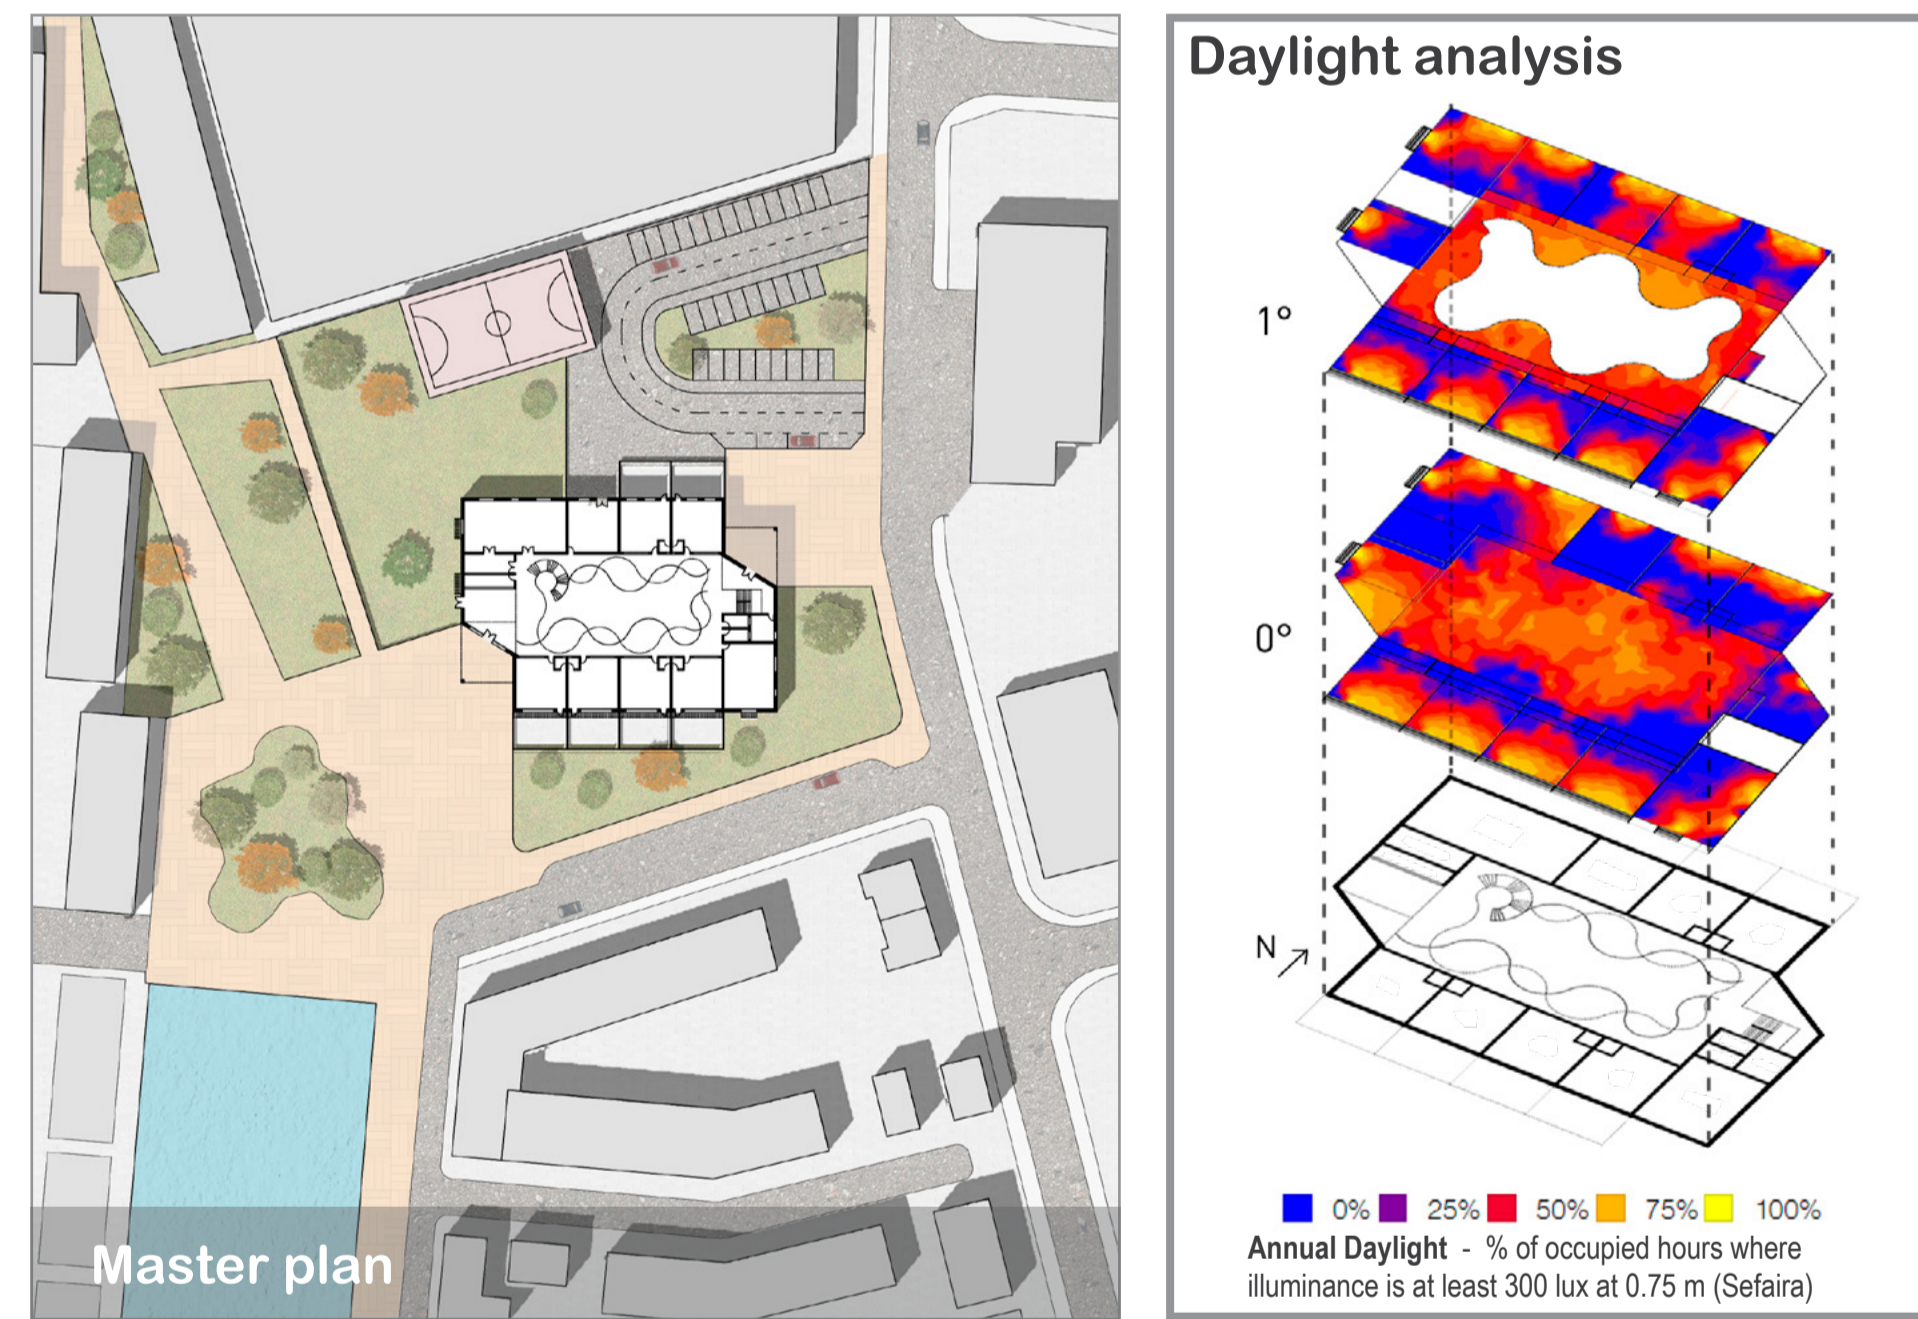 Master plan
Daylight analysis
1°
0°
N
0% 25% 50% 75% 100%
Annual Daylight - % of occupied hours where
illuminance is at least 300 lux at 0.75 m (Sefaira)